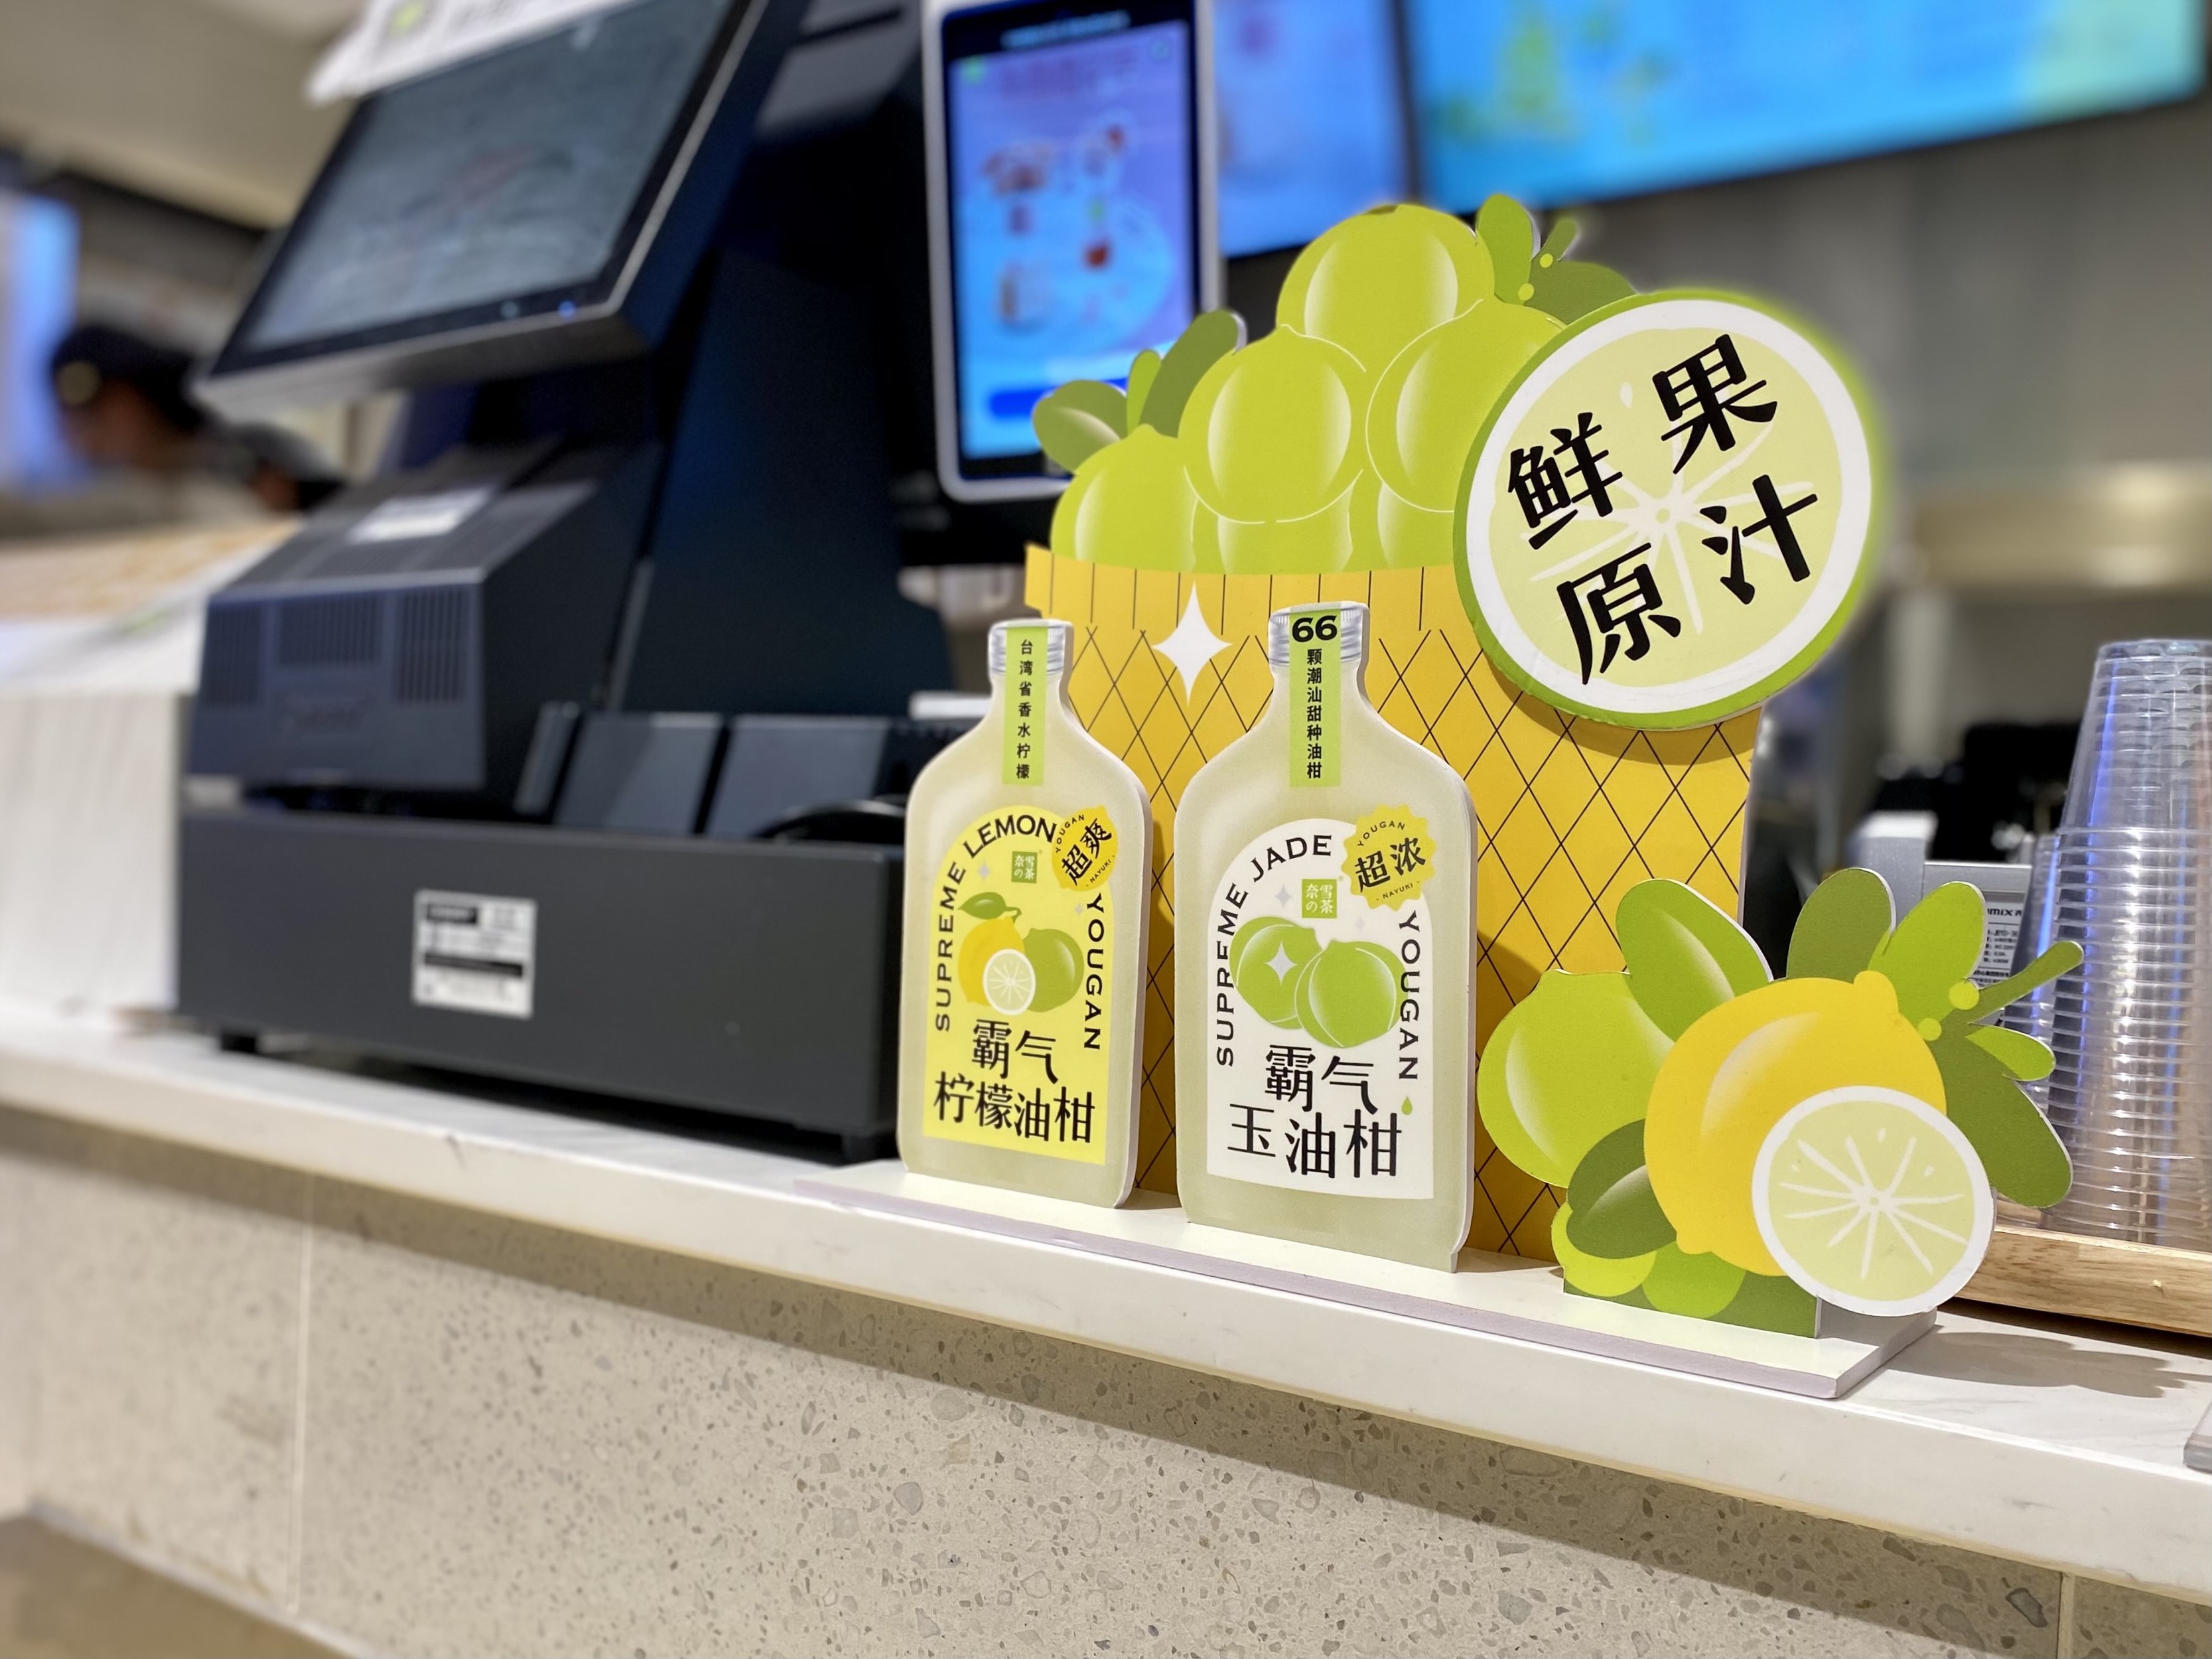 鲜果
原汁
台湾省香水柠檬
SUPREME LEMON YOUGAN
奈雪
の茶
YOUGAN
超爽
NAYUKI
霸气
柠檬油柑
66
颗潮汕甜种油柑
SUPREME JADE YOUGAN
奈雪
の茶
YOUGAN
超浓
NAYUKI
霸气
玉油柑